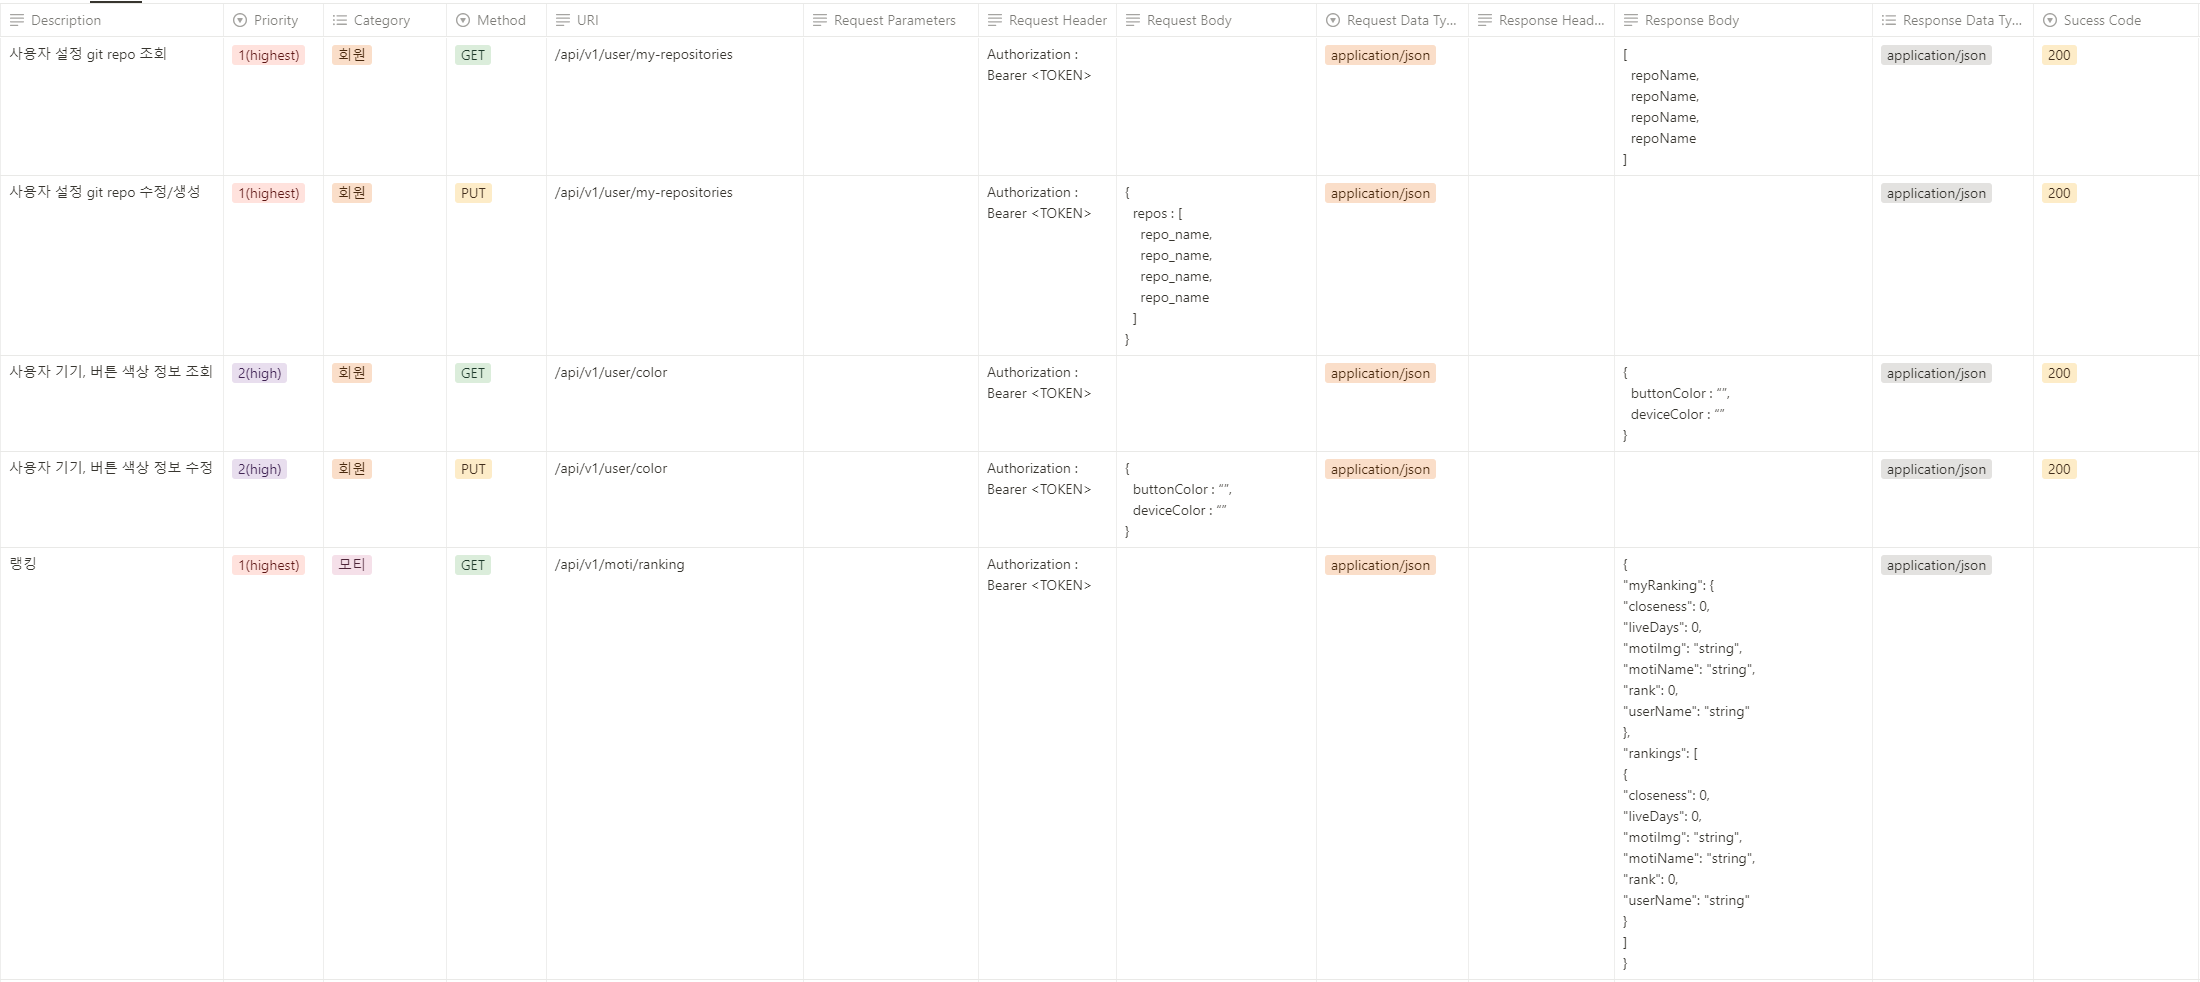 Description Priority Category Method URI Request Parameters Request Header Request Body Request Data Ty... Response Head... Response Body Response Data Ty... Sucess Code
사용자 설정 git repo 조회 1(highest) 회원 GET /api/v1/user/my-repositories Authorization : application/json [ application/json 200
Bearer <TOKEN> repoName,
repoName,
repoName,
repoName
]
사용자 설정 git repo 수정/생성 1(highest) 회원 PUT /api/v1/user/my-repositories Authorization : { application/json application/json 200
Bearer <TOKEN> repos : [
repo_name,
repo_name,
repo_name,
repo_name
]
}
사용자 기기, 버튼 색상 정보 조회 2(high) 회원 GET /api/v1/user/color Authorization : application/json { application/json 200
Bearer <TOKEN> buttonColor : “”,
deviceColor : “”
}
사용자 기기, 버튼 색상 정보 수정 2(high) 회원 PUT /api/v1/user/color Authorization : { application/json application/json 200
Bearer <TOKEN> buttonColor : “”,
deviceColor : “”
}
랭킹 1(highest) 모티 GET /api/v1/moti/ranking Authorization : application/json { application/json
Bearer <TOKEN> "myRanking": {
"closeness": 0,
"liveDays": 0,
"motiImg": "string",
"motiName": "string",
"rank": 0,
"userName": "string"
},
"rankings": [
{
"closeness": 0,
"liveDays": 0,
"motiImg": "string",
"motiName": "string",
"rank": 0,
"userName": "string"
}
]
}